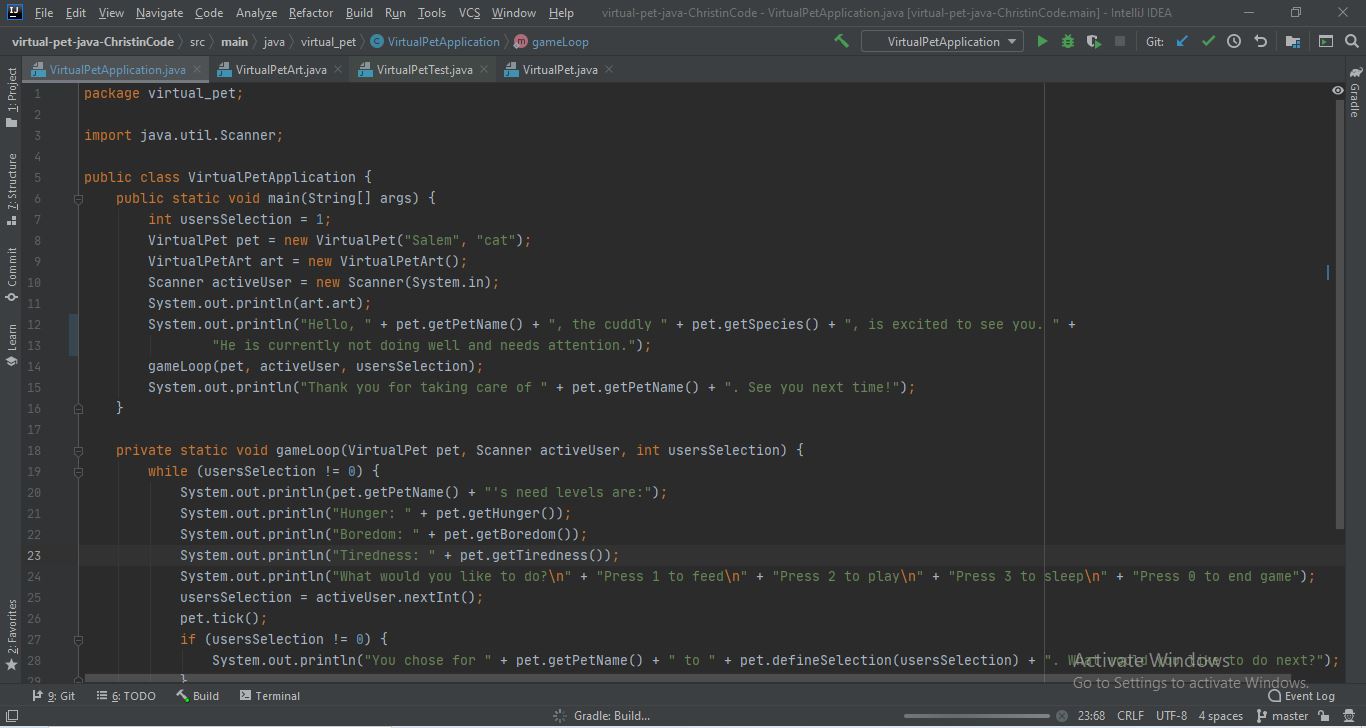 File Edit View Navigate Code Analyze Refactor Build Run Tools VCS Window Help virtual-pet-java-ChristinCode - VirtualPetApplication.java [virtual-pet-java-ChristinCode.main] - IntelliJ IDEA
virtual-pet-java-ChristinCode src main java virtual_pet VirtualPetApplication gameLoop VirtualPetApplication Git:
VirtualPetApplication.java VirtualPetArt.java VirtualPetTest.java VirtualPet.java
1: Project
7: Structure
Commit
Learn
2: Favorites
Gradle
1 package virtual_pet;
2
3 import java.util.Scanner;
4
5 public class VirtualPetApplication {
6 public static void main(String[] args) {
7 int usersSelection = 1;
8 VirtualPet pet = new VirtualPet("Salem", "cat");
9 VirtualPetArt art = new VirtualPetArt();
10 Scanner activeUser = new Scanner(System.in);
11 System.out.println(art.art);
12 System.out.println("Hello, " + pet.getPetName() + ", the cuddly " + pet.getSpecies() + ", is excited to see you. " +
13 "He is currently not doing well and needs attention.");
14 gameLoop(pet, activeUser, usersSelection);
15 System.out.println("Thank you for taking care of " + pet.getPetName() + ". See you next time!");
16 }
17
18 private static void gameLoop(VirtualPet pet, Scanner activeUser, int usersSelection) {
19 while (usersSelection != 0) {
20 System.out.println(pet.getPetName() + "'s need levels are:");
21 System.out.println("Hunger: " + pet.getHunger());
22 System.out.println("Boredom: " + pet.getBoredom());
23 System.out.println("Tiredness: " + pet.getTiredness());
24 System.out.println("What would you like to do?\n" + "Press 1 to feed\n" + "Press 2 to play\n" + "Press 3 to sleep\n" + "Press 0 to end game");
25 usersSelection = activeUser.nextInt();
26 pet.tick();
27 if (usersSelection != 0) {
28 System.out.println("You chose for " + pet.getPetName() + " to " + pet.defineSelection(usersSelection) + ". What would you like to do next?");
29 }
Activate Windows
Go to Settings to activate Windows.
9: Git 6: TODO Build Terminal Event Log
Gradle: Build... 23:68 CRLF UTF-8 4 spaces master